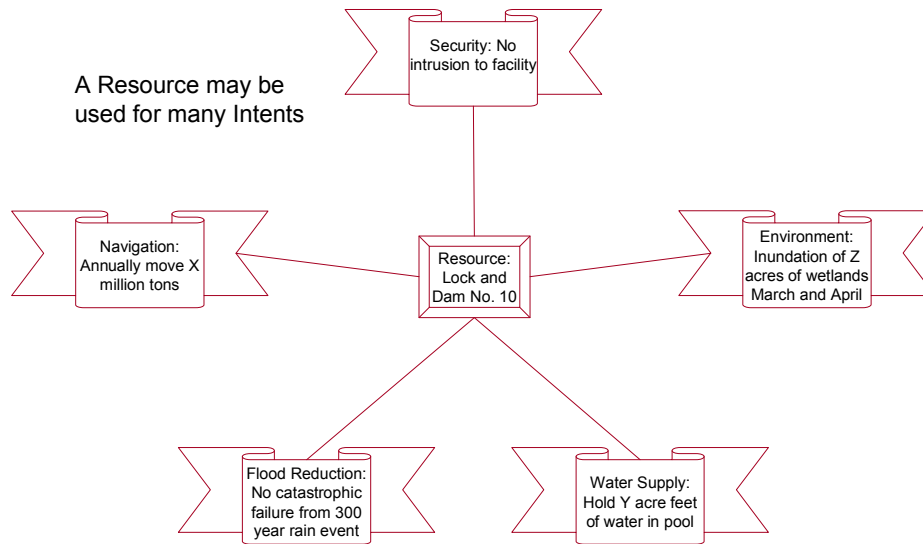 Security: No
intrusion to facility
A Resource may be
used for many Intents
Navigation:
Annually move X
million tons
Resource:
Lock and
Dam No. 10
Environment:
Inundation of Z
acres of wetlands
March and April
Flood Reduction:
No catastrophic
failure from 300
year rain event
Water Supply:
Hold Y acre feet
of water in pool